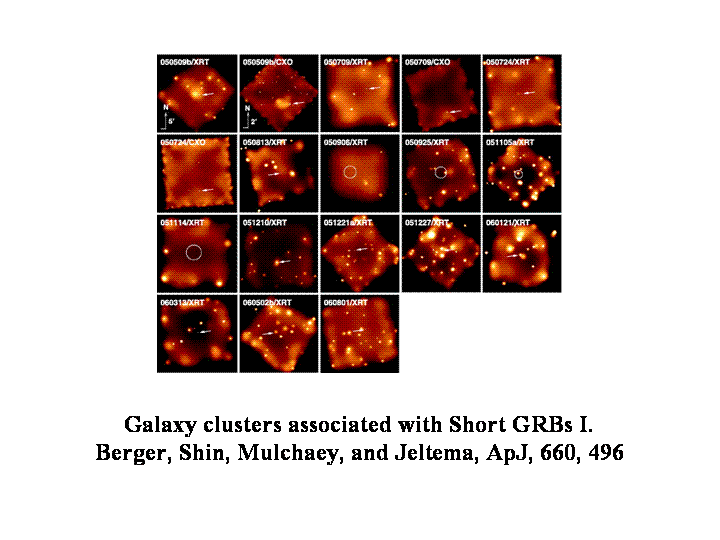 050509b/XRT 050509b/CXO 050709/XRT 050709/CXO 050724/XRT
N N
5' 2'
050724/CXO 050813/XRT 050906/XRT 050925/XRT 051105a/XRT
051114/XRT 051210/XRT 051221a/XRT 051227/XRT 060121/XRT
060313/XRT 060502b/XRT 060801/XRT
Galaxy clusters associated with Short GRBs I.
Berger, Shin, Mulchaey, and Jeltema, ApJ, 660, 496